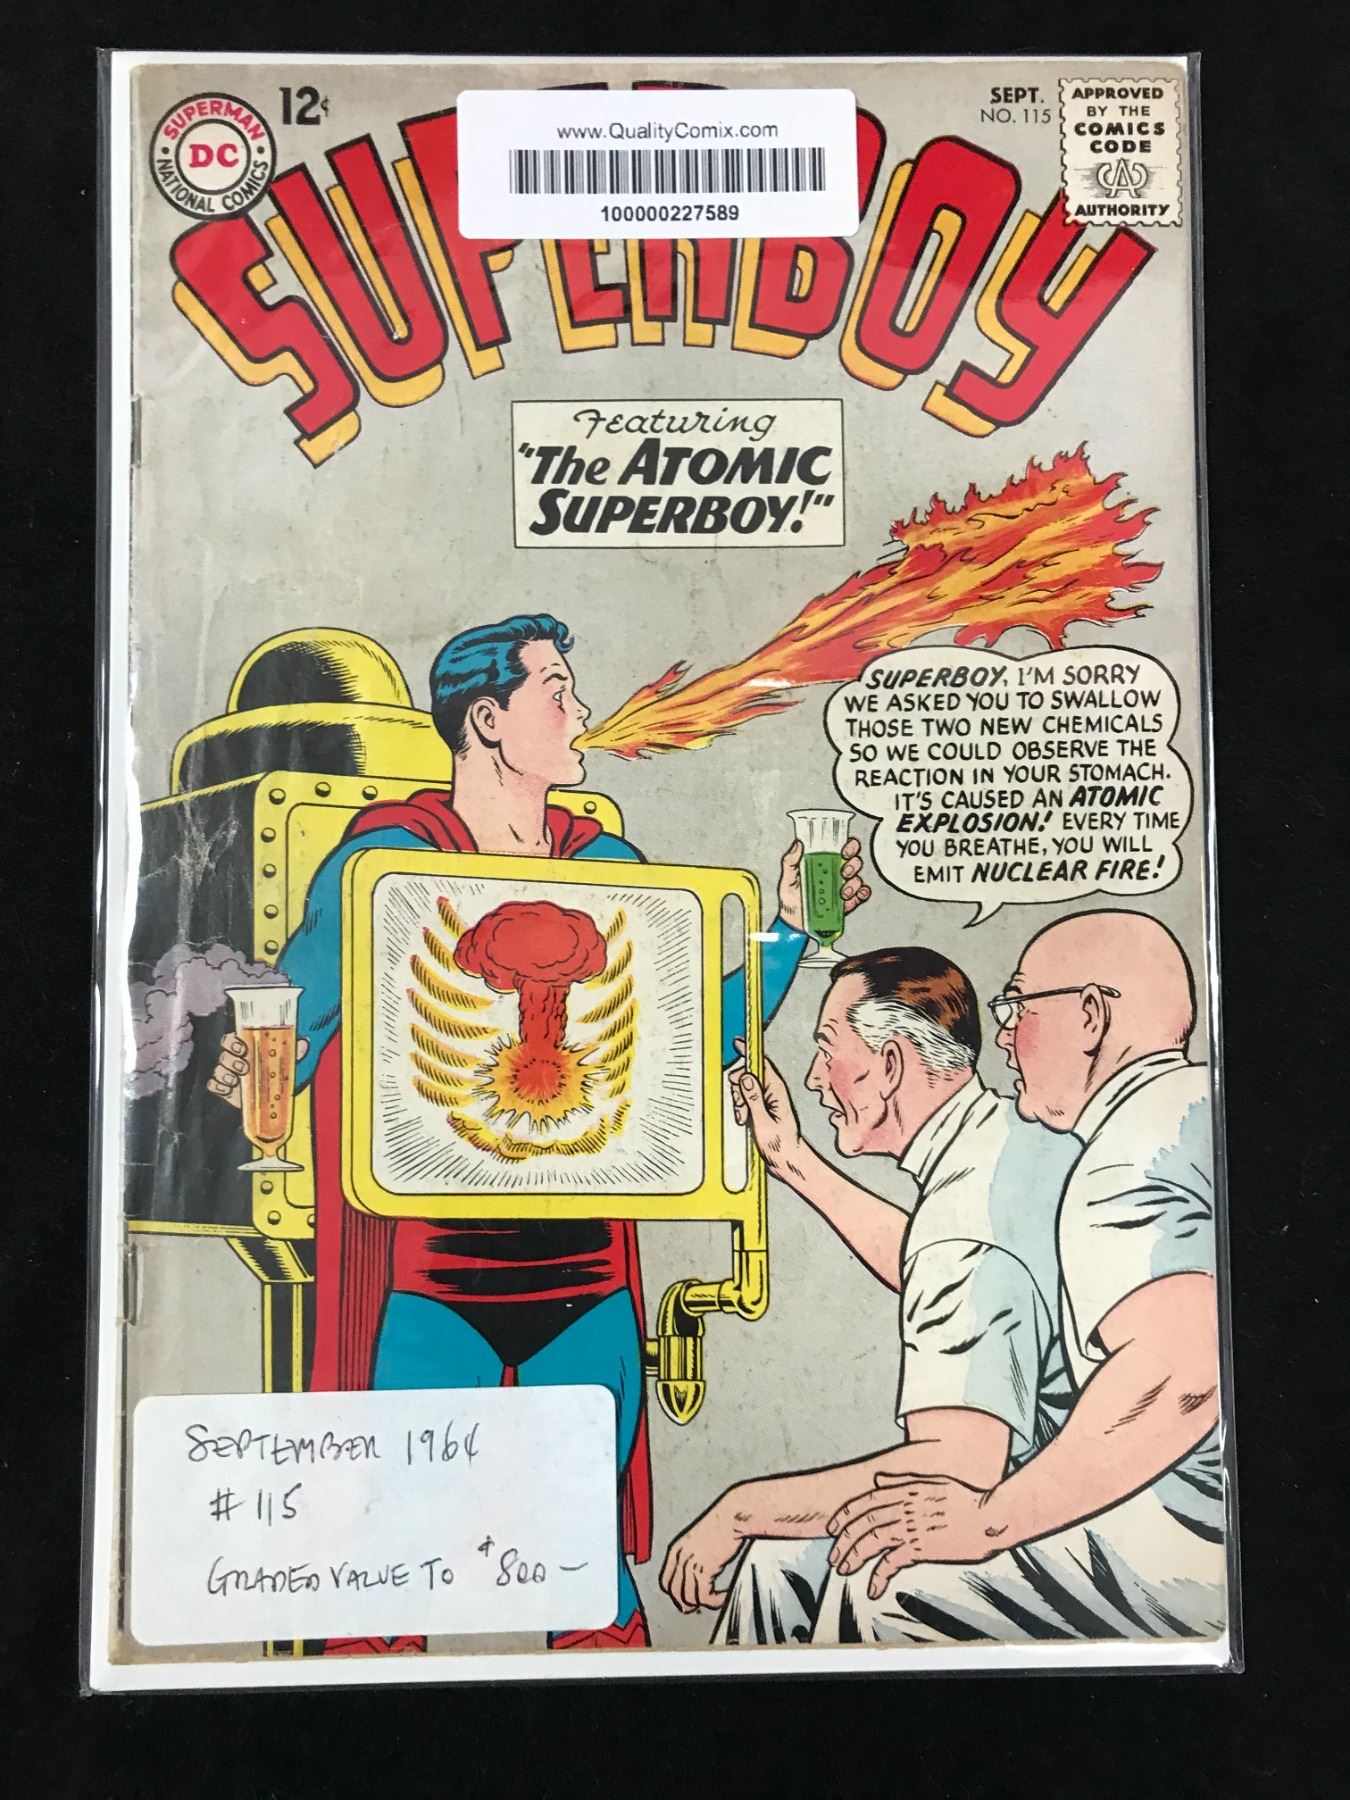 SUPERMAN
DC
NATIONAL COMICS
12¢
www.QualityComix.com
100000227589
SEPT.
NO. 115
APPROVED
BY THE
COMICS
CODE
CA
AUTHORITY
SUPERBOY
Featuring
"The ATOMIC
SUPERBOY!"
SUPERBOY, I'M SORRY
WE ASKED YOU TO SWALLOW
THOSE TWO NEW CHEMICALS
SO WE COULD OBSERVE THE
REACTION IN YOUR STOMACH.
IT'S CAUSED AN ATOMIC
EXPLOSION! EVERY TIME
YOU BREATHE, YOU WILL
EMIT NUCLEAR FIRE!
SEPTEMBER 1964
# 115
GRADED VALUE TO $800 –